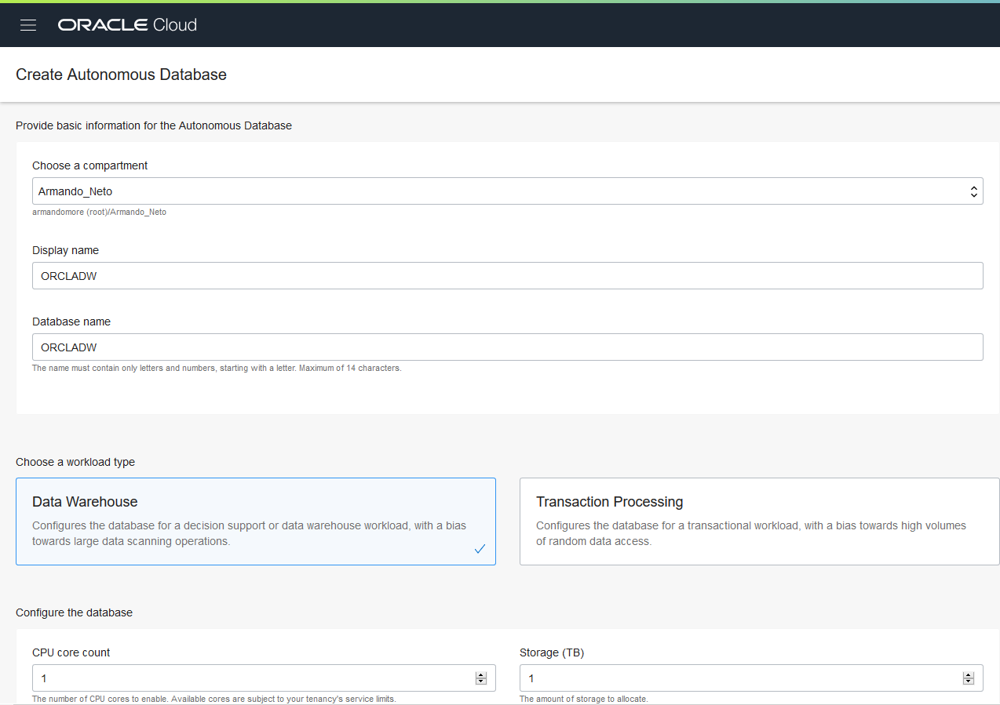 ORACLE Cloud
Create Autonomous Database
Provide basic information for the Autonomous Database
Choose a compartment
Armando_Neto
armandomore (root)/Armando_Neto
Display name
ORCLADW
Database name
ORCLADW
The name must contain only letters and numbers, starting with a letter. Maximum of 14 characters.
Choose a workload type
Data Warehouse
Configures the database for a decision support or data warehouse workload, with a bias
towards large data scanning operations.
Transaction Processing
Configures the database for a transactional workload, with a bias towards high volumes
of random data access.
Configure the database
CPU core count
1
The number of CPU cores to enable. Available cores are subject to your tenancy's service limits.
Storage (TB)
1
The amount of storage to allocate.